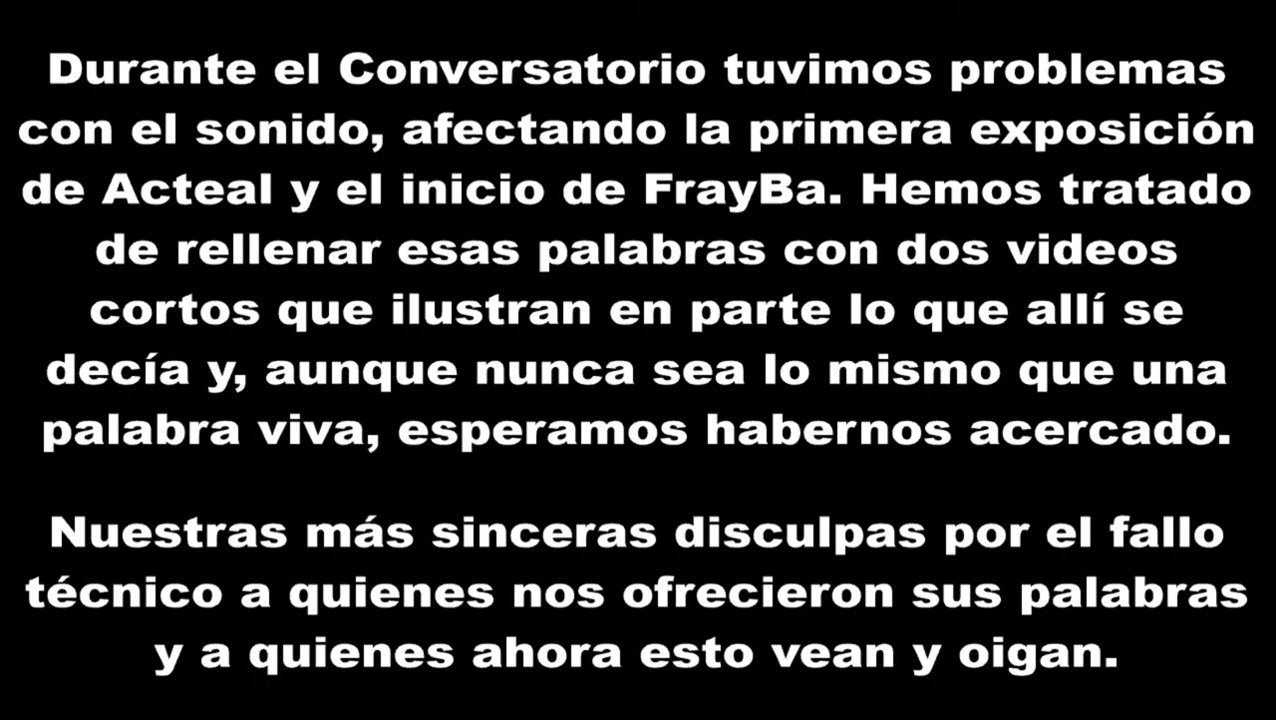 Durante el Conversatorio tuvimos problemas
con el sonido, afectando la primera exposición
de Acteal y el inicio de FrayBa. Hemos tratado
de rellenar esas palabras con dos videos
cortos que ilustran en parte lo que allí se
decía y, aunque nunca sea lo mismo que una
palabra viva, esperamos habernos acercado.
Nuestras más sinceras disculpas por el fallo
técnico a quienes nos ofrecieron sus palabras
y a quienes ahora esto vean y oigan.